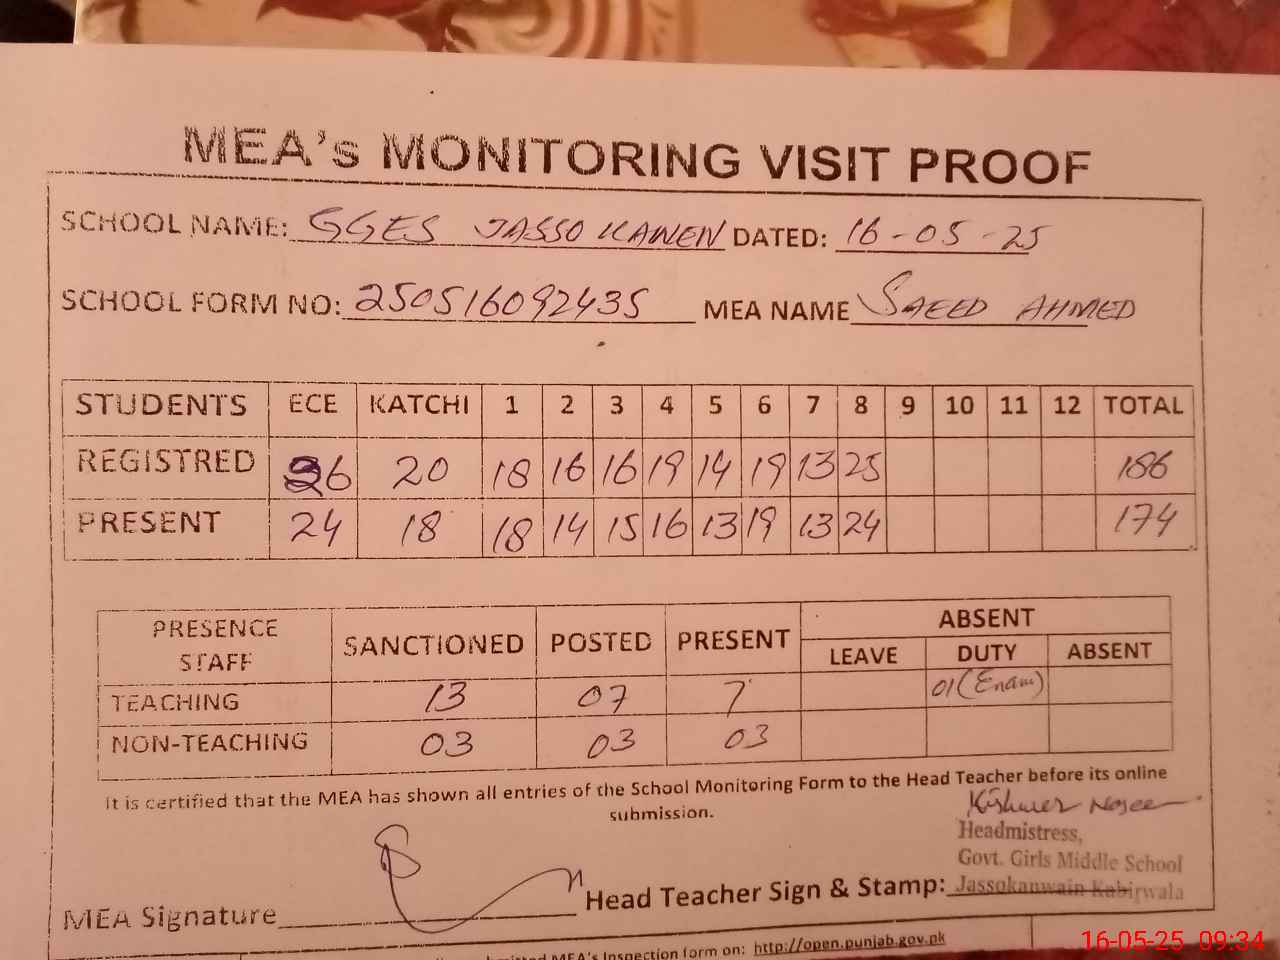 MEA's MONITORING VISIT PROOF
SCHOOL NAME: GGES JASSO KANEN DATED: 16-05-25
SCHOOL FORM NO: 250516092435 MEA NAME SAEED AHMED
STUDENTS ECE KATCHI 1 2 3 4 5 6 7 8 9 10 11 12 TOTAL
REGISTRED 26 20 18 16 16 19 14 19 13 25 186
PRESENT 24 18 18 14 15 16 13 19 13 24 174
PRESENCE STAFF SANCTIONED POSTED PRESENT ABSENT
LEAVE DUTY ABSENT
TEACHING 13 07 7 01 (Exam)
NON-TEACHING 03 03 03
It is certified that the MEA has shown all entries of the School Monitoring Form to the Head Teacher before its online
submission.
Headmistress,
Govt. Girls Middle School
MEA Signature Head Teacher Sign & Stamp: Jassokanwain Kabirwala
MEA's Inspection form on: http://open.punjab.gov.pk
16-05-25 09:34